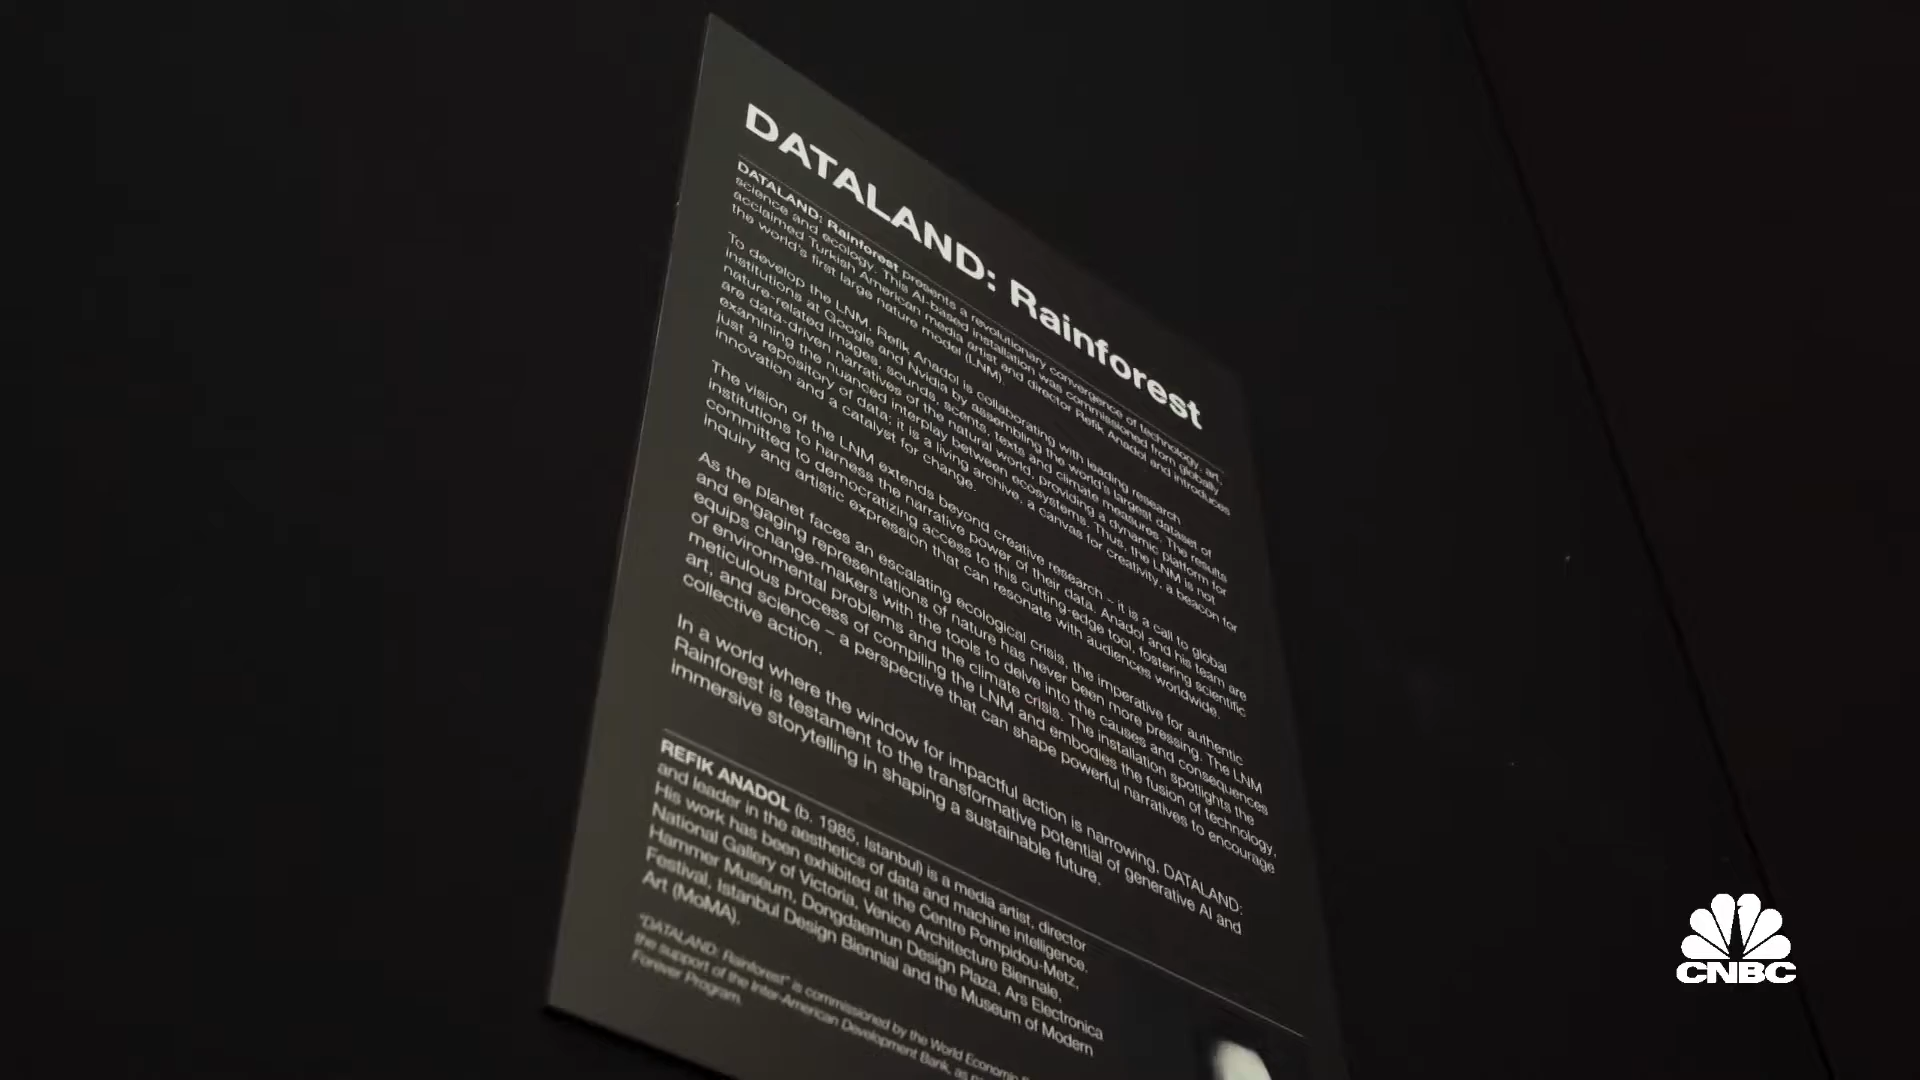 DATALAND: Rainforest
DATALAND: Rainforest presents a revolutionary convergence of technology, art,
science and ecology. This AI-based installation was commissioned from globally
acclaimed Turkish American media artist and director Refik Anadol and introduces
the world's first large nature model (LNM).
To develop the LNM, Refik Anadol is collaborating with leading research
institutions at Google and Nvidia by assembling the world's largest dataset of
nature-related images, sounds, scents, texts and climate measures. The results
are data-driven narratives of the natural world, providing a dynamic platform for
examining the nuanced interplay between ecosystems. Thus, the LNM is not
just a repository of data; it is a living archive, a canvas for creativity, a beacon for
innovation and a catalyst for change.
The vision of the LNM extends beyond creative research – it is a call to global
institutions to harness the narrative power of their data. Anadol and his team are
committed to democratizing access to this cutting-edge tool, fostering scientific
inquiry and artistic expression that can resonate with audiences worldwide.
As the planet faces an escalating ecological crisis, the imperative for authentic
and engaging representations of nature has never been more pressing. The LNM
equips change-makers with the tools to delve into the causes and consequences
of environmental problems and the climate crisis. The installation spotlights the
meticulous process of compiling the LNM and embodies the fusion of technology,
art, and science – a perspective that can shape powerful narratives to encourage
collective action.
In a world where the window for impactful action is narrowing, DATALAND:
Rainforest is testament to the transformative potential of generative AI and
immersive storytelling in shaping a sustainable future.
REFIK ANADOL (b. 1985, Istanbul) is a media artist, director
and leader in the aesthetics of data and machine intelligence.
His work has been exhibited at the Centre Pompidou-Metz,
National Gallery of Victoria, Venice Architecture Biennale,
Hammer Museum, Dongdaemun Design Plaza, Ars Electronica
Festival, Istanbul Design Biennial and the Museum of Modern
Art (MoMA).
"DATALAND: Rainforest" is commissioned by the World Economic
the support of the Inter-American Development Bank, as
Forever Program.
CNBC